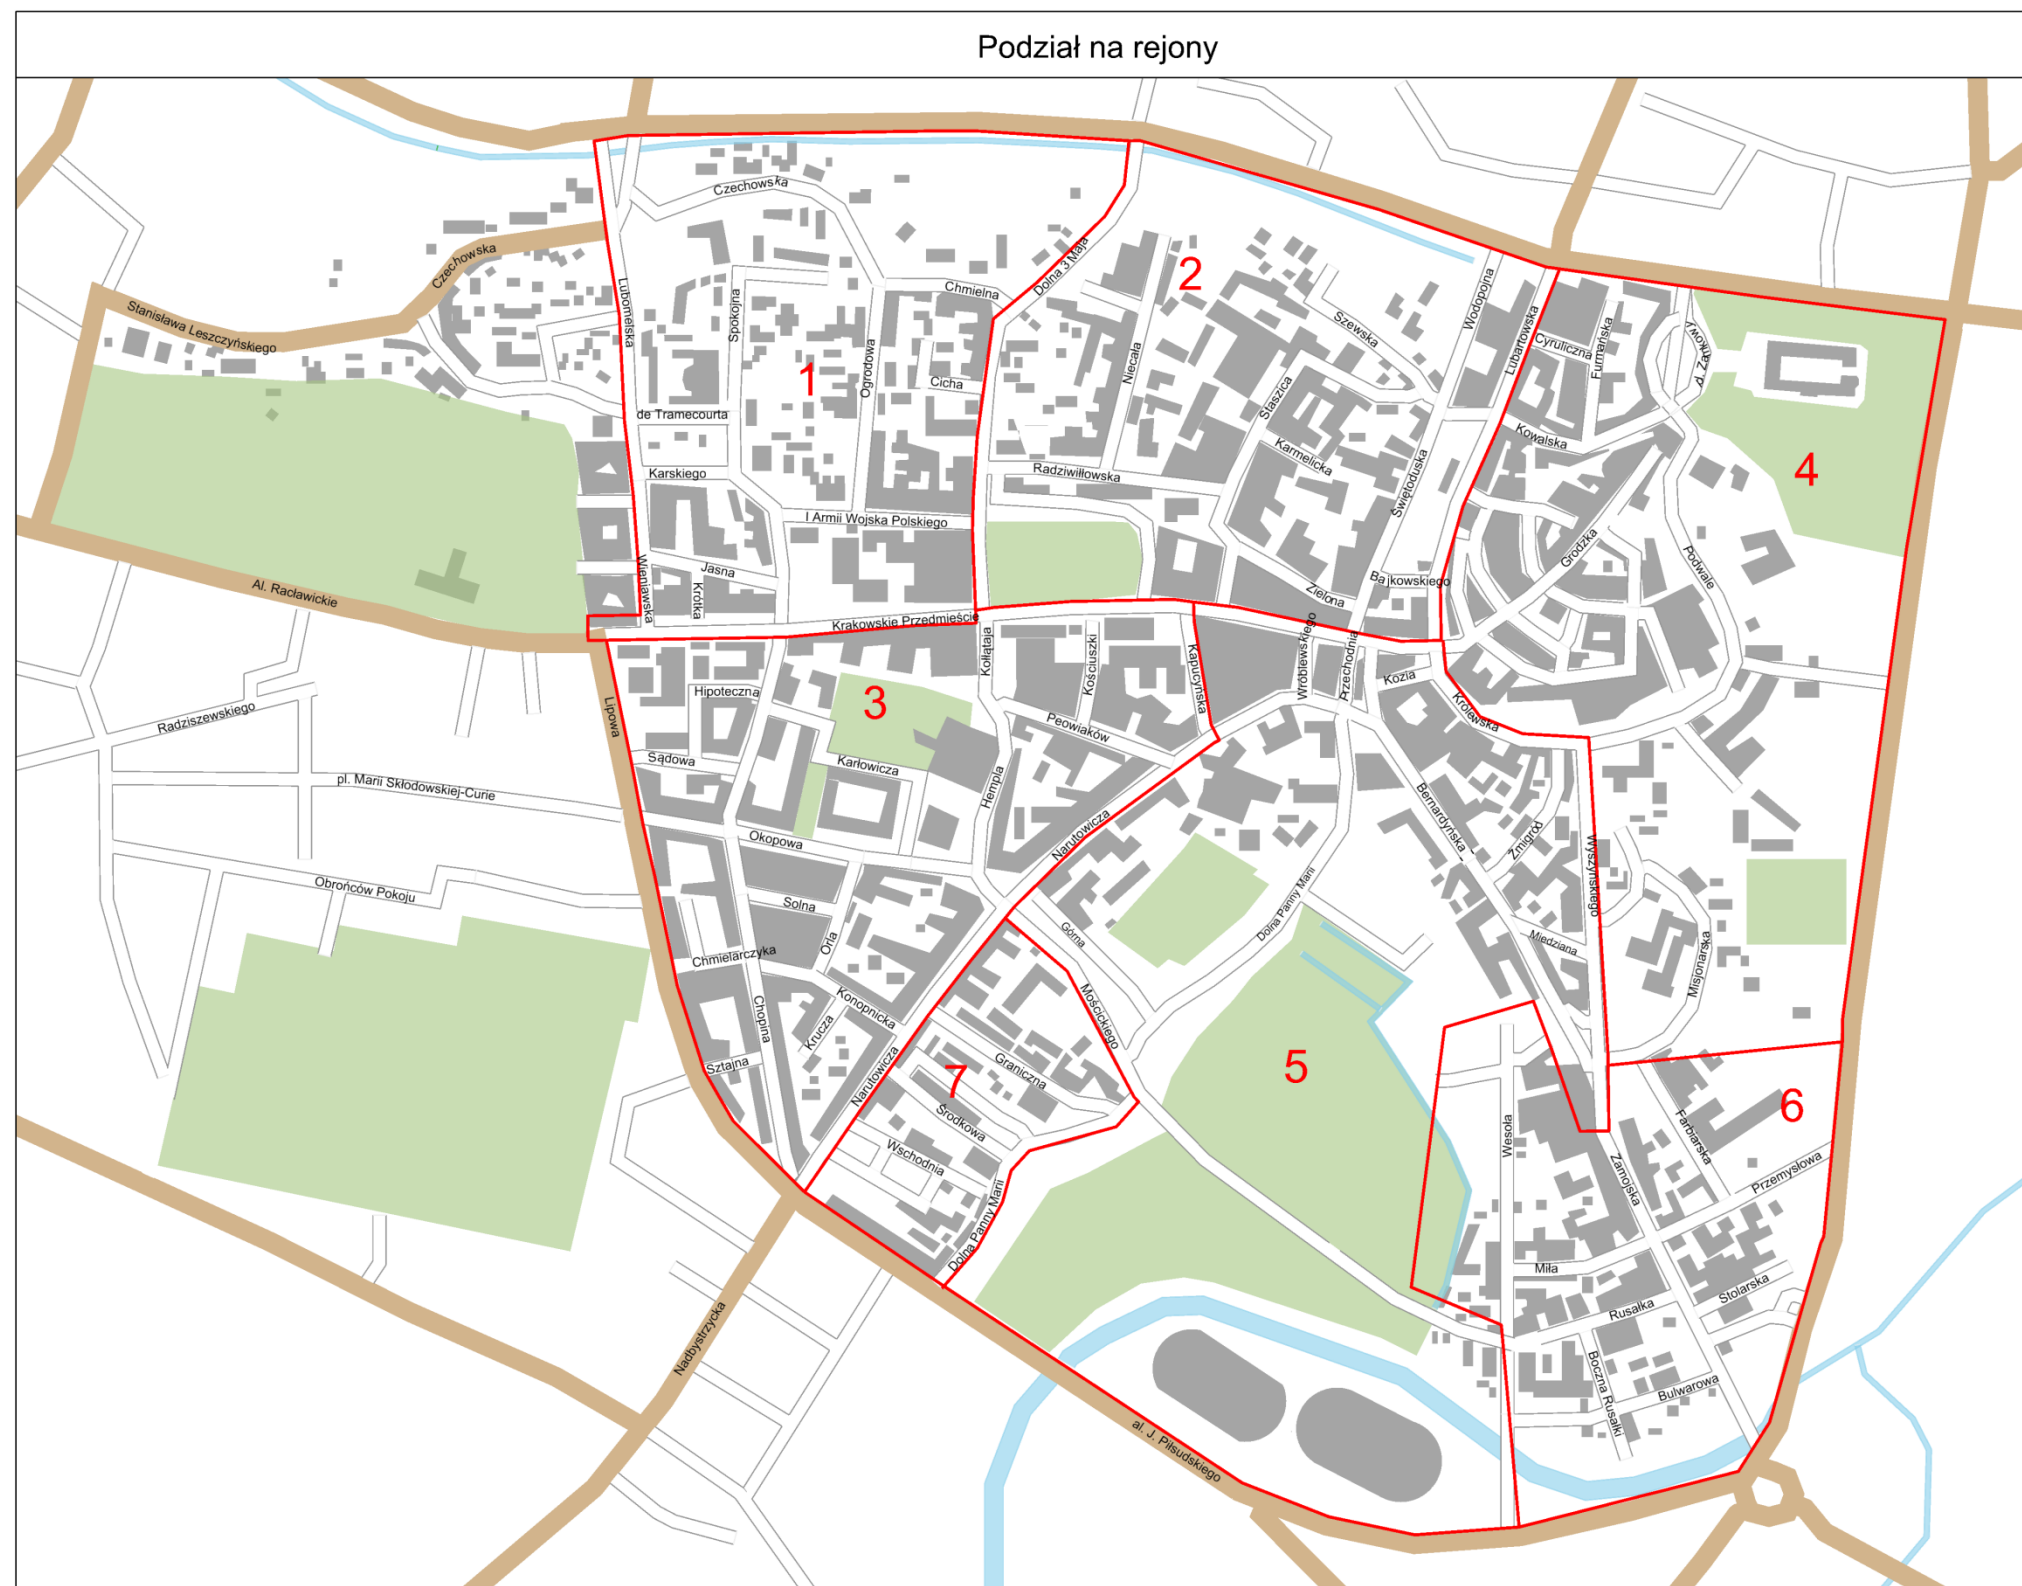 Podział na rejony
Czechowska
Czechowska
Stanisława Leszczyńskiego
Lubomelska
Spokojna
Ogrodowa
Chmielna
Cicha
Dolna 3 Maja
1
2
Niecała
Szewska
Wodopojna
Lubartowska
Cyruliczna
Furmańska
pl. Zamkowy
Staszica
Karmelicka
Kowalska
4
de Tramecourta
Karskiego
Radziwiłłowska
Świętoduska
I Armii Wojska Polskiego
Grodzka
Podwale
Al. Racławickie
Wieniawska
Jasna
Krótka
Zielona
Bajkowskiego
Krakowskie Przedmieście
Kołłątaja
Kościuszki
Kapucyńska
Wróblewskiego
Przechodnia
Kozia
Królewska
Radziszewskiego
Lipowa
Hipoteczna
3
Peowiaków
Sądowa
Karłowicza
Hempla
pl. Marii Skłodowskiej-Curie
Okopowa
Narutowicza
Bernardyńska
Żmigród
Wyszyńskiego
Obrońców Pokoju
Solna
Orla
Górna
Dolna Panny Marii
Miedziana
Misjonarska
Chmielarczyka
Chopina
Konopnicka
Krucza
Mościckiego
Sztajna
Narutowicza
Graniczna
7
5
6
Środkowa
Wschodnia
Wesoła
Farbiarska
Zamojska
Przemysłowa
Dolna Panny Marii
Miła
Stolarska
Rusałka
Nadbystrzycka
Boczna Rusałki
Bulwarowa
al. J. Piłsudskiego